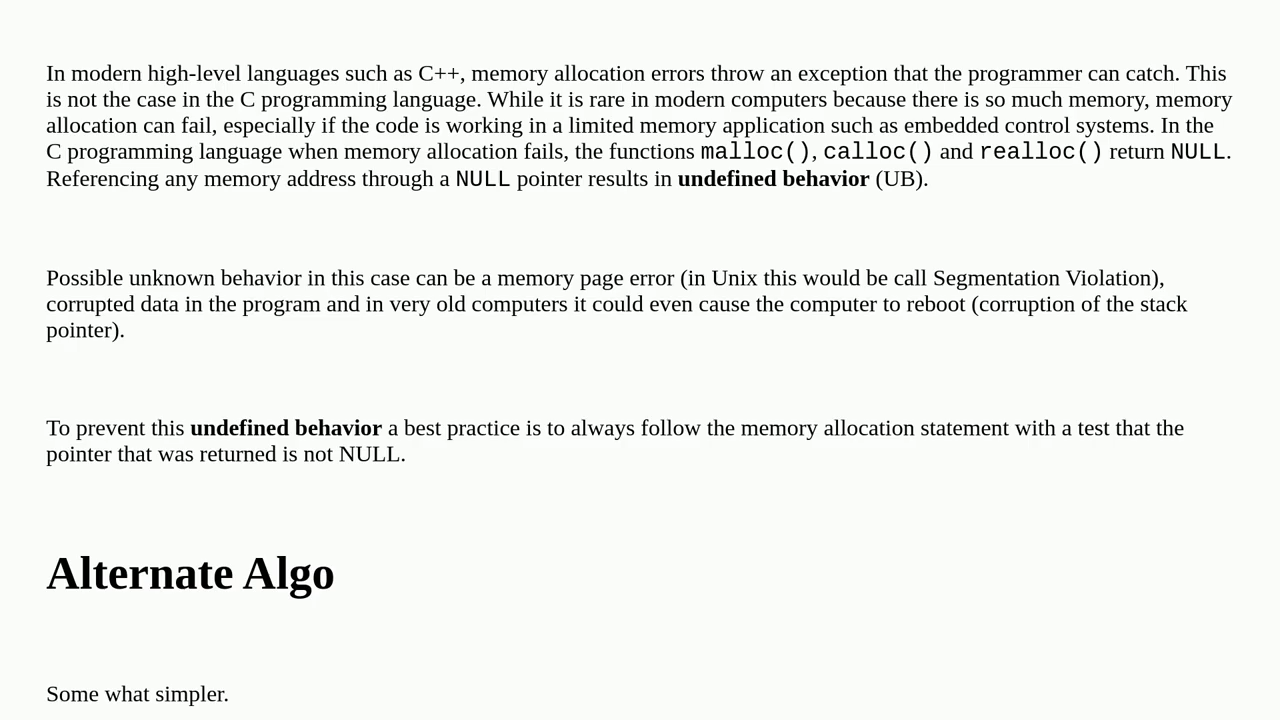 In modern high-level languages such as C++, memory allocation errors throw an exception that the programmer can catch. This
is not the case in the C programming language. While it is rare in modern computers because there is so much memory, memory
allocation can fail, especially if the code is working in a limited memory application such as embedded control systems. In the
C programming language when memory allocation fails, the functions malloc(), calloc() and realloc() return NULL.
Referencing any memory address through a NULL pointer results in undefined behavior (UB).
Possible unknown behavior in this case can be a memory page error (in Unix this would be call Segmentation Violation),
corrupted data in the program and in very old computers it could even cause the computer to reboot (corruption of the stack
pointer).
To prevent this undefined behavior a best practice is to always follow the memory allocation statement with a test that the
pointer that was returned is not NULL.
Alternate Algo
Some what simpler.